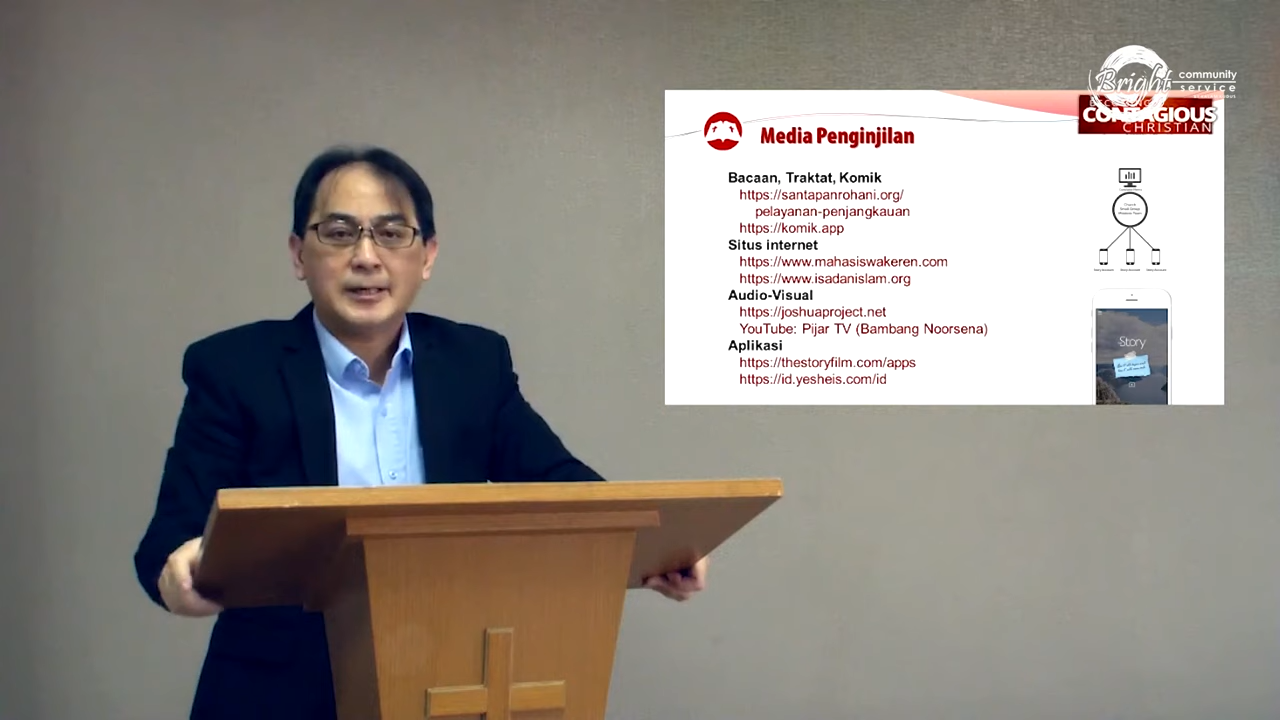 Bright
community
service
CONTAGIOUS
CHRISTIAN
Media Penginjilan
Bacaan, Traktat, Komik
https://santapanrohani.org/
pelayanan-penjangkauan
https://komik.app
Situs internet
https://www.mahasiswakeren.com
https://www.isadanislam.org
Audio-Visual
https://joshuaproject.net
YouTube: Pijar TV (Bambang Noorsena)
Aplikasi
https://thestoryfilm.com/apps
https://id.yesheis.com/id
Story